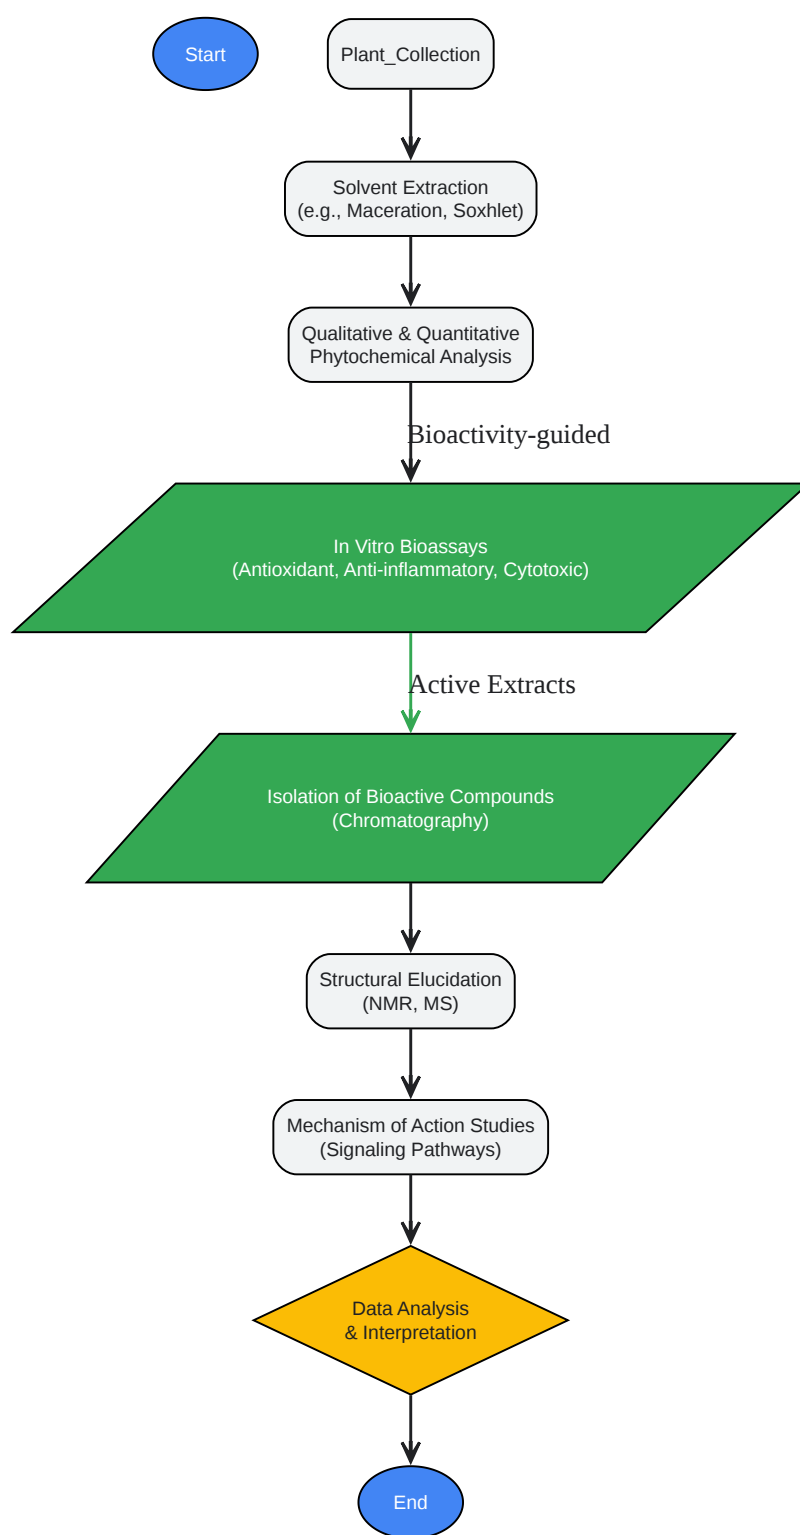 Start
Plant_Collection
Solvent Extraction
(e.g., Maceration, Soxhlet)
Qualitative & Quantitative
Phytochemical Analysis
Bioactivity-guided
In Vitro Bioassays
(Antioxidant, Anti-inflammatory, Cytotoxic)
Active Extracts
Isolation of Bioactive Compounds
(Chromatography)
Structural Elucidation
(NMR, MS)
Mechanism of Action Studies
(Signaling Pathways)
Data Analysis
& Interpretation
End